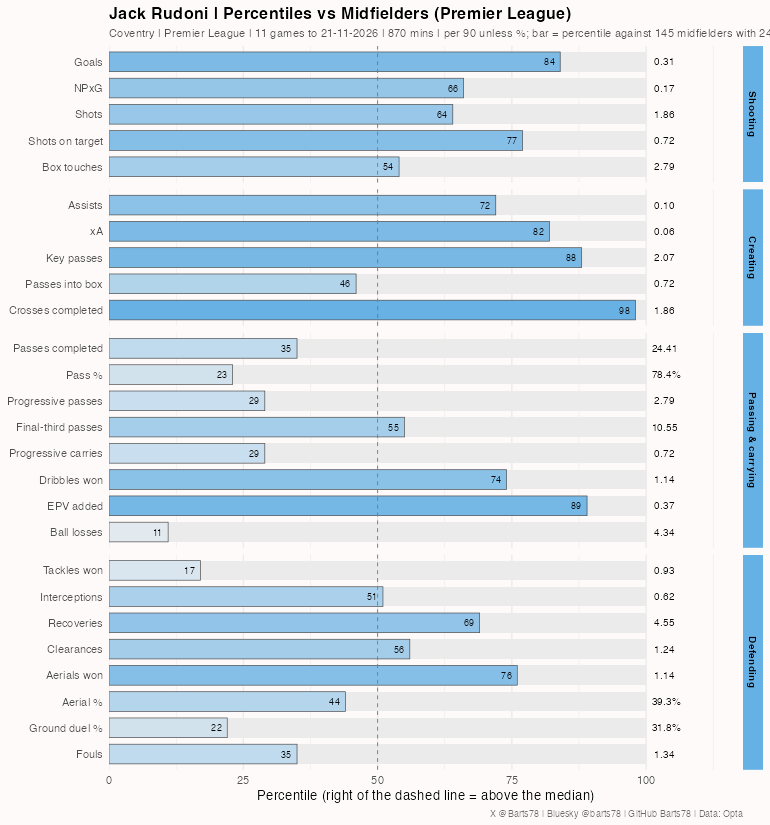 Jack Rudoni | Percentiles vs Midfielders (Premier League)
Coventry | Premier League | 11 games to 21-11-2026 | 870 mins | per 90 unless %; bar = percentile against 145 midfielders with 24
Goals 84 0.31
NPxG 66 0.17
Shots 64 1.86
Shots on target 77 0.72
Box touches 54 2.79
Shooting
Assists 72 0.10
xA 82 0.06
Key passes 88 2.07
Passes into box 46 0.72
Crosses completed 98 1.86
Creating
Passes completed 35 24.41
Pass % 23 78.4%
Progressive passes 29 2.79
Final-third passes 55 10.55
Progressive carries 29 0.72
Dribbles won 74 1.14
EPV added 89 0.37
Ball losses 11 4.34
Passing & carrying
Tackles won 17 0.93
Interceptions 51 0.62
Recoveries 69 4.55
Clearances 56 1.24
Aerials won 76 1.14
Aerial % 44 39.3%
Ground duel % 22 31.8%
Fouls 35 1.34
Defending
0 25 50 75 100
Percentile (right of the dashed line = above the median)
X @Barts78 | Bluesky @barts78 | GitHub Barts78 | Data: Opta